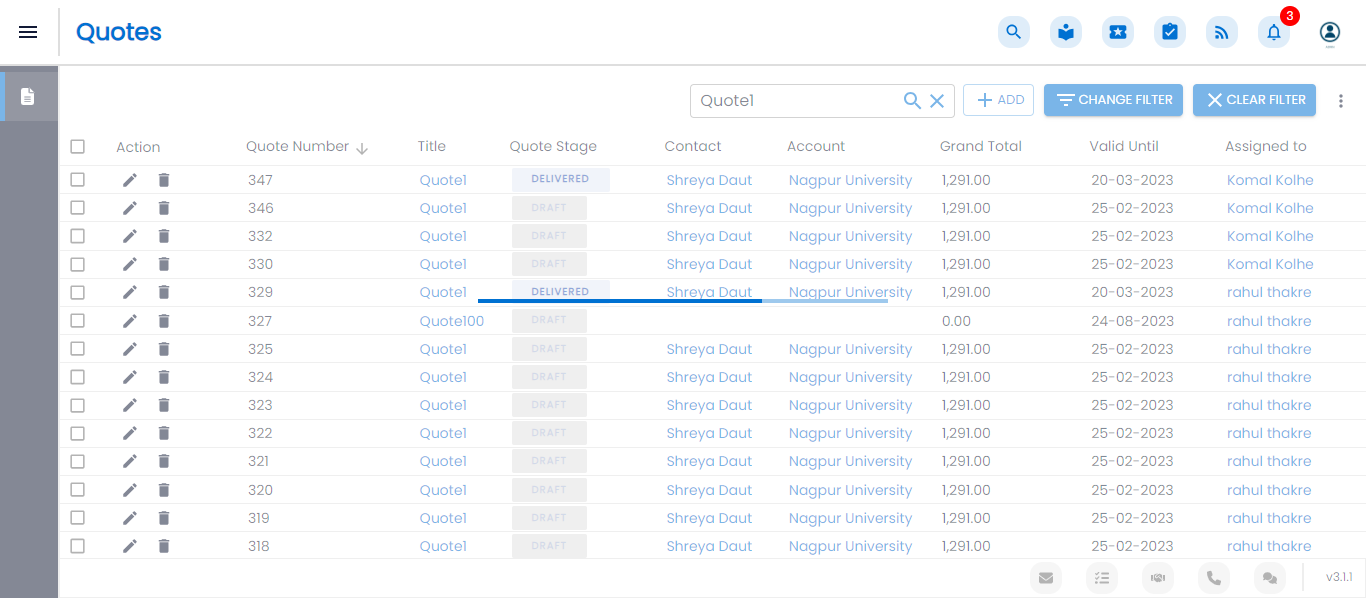 Quotes 3
Quote1 ADD CHANGE FILTER CLEAR FILTER
Action Quote Number Title Quote Stage Contact Account Grand Total Valid Until Assigned to
347 Quote1 DELIVERED Shreya Daut Nagpur University 1,291.00 20-03-2023 Komal Kolhe
346 Quote1 DRAFT Shreya Daut Nagpur University 1,291.00 25-02-2023 Komal Kolhe
332 Quote1 DRAFT Shreya Daut Nagpur University 1,291.00 25-02-2023 Komal Kolhe
330 Quote1 DRAFT Shreya Daut Nagpur University 1,291.00 25-02-2023 Komal Kolhe
329 Quote1 DELIVERED Shreya Daut Nagpur University 1,291.00 20-03-2023 rahul thakre
327 Quote100 DRAFT 0.00 24-08-2023 rahul thakre
325 Quote1 DRAFT Shreya Daut Nagpur University 1,291.00 25-02-2023 rahul thakre
324 Quote1 DRAFT Shreya Daut Nagpur University 1,291.00 25-02-2023 rahul thakre
323 Quote1 DRAFT Shreya Daut Nagpur University 1,291.00 25-02-2023 rahul thakre
322 Quote1 DRAFT Shreya Daut Nagpur University 1,291.00 25-02-2023 rahul thakre
321 Quote1 DRAFT Shreya Daut Nagpur University 1,291.00 25-02-2023 rahul thakre
320 Quote1 DRAFT Shreya Daut Nagpur University 1,291.00 25-02-2023 rahul thakre
319 Quote1 DRAFT Shreya Daut Nagpur University 1,291.00 25-02-2023 rahul thakre
318 Quote1 DRAFT Shreya Daut Nagpur University 1,291.00 25-02-2023 rahul thakre
v3.1.1